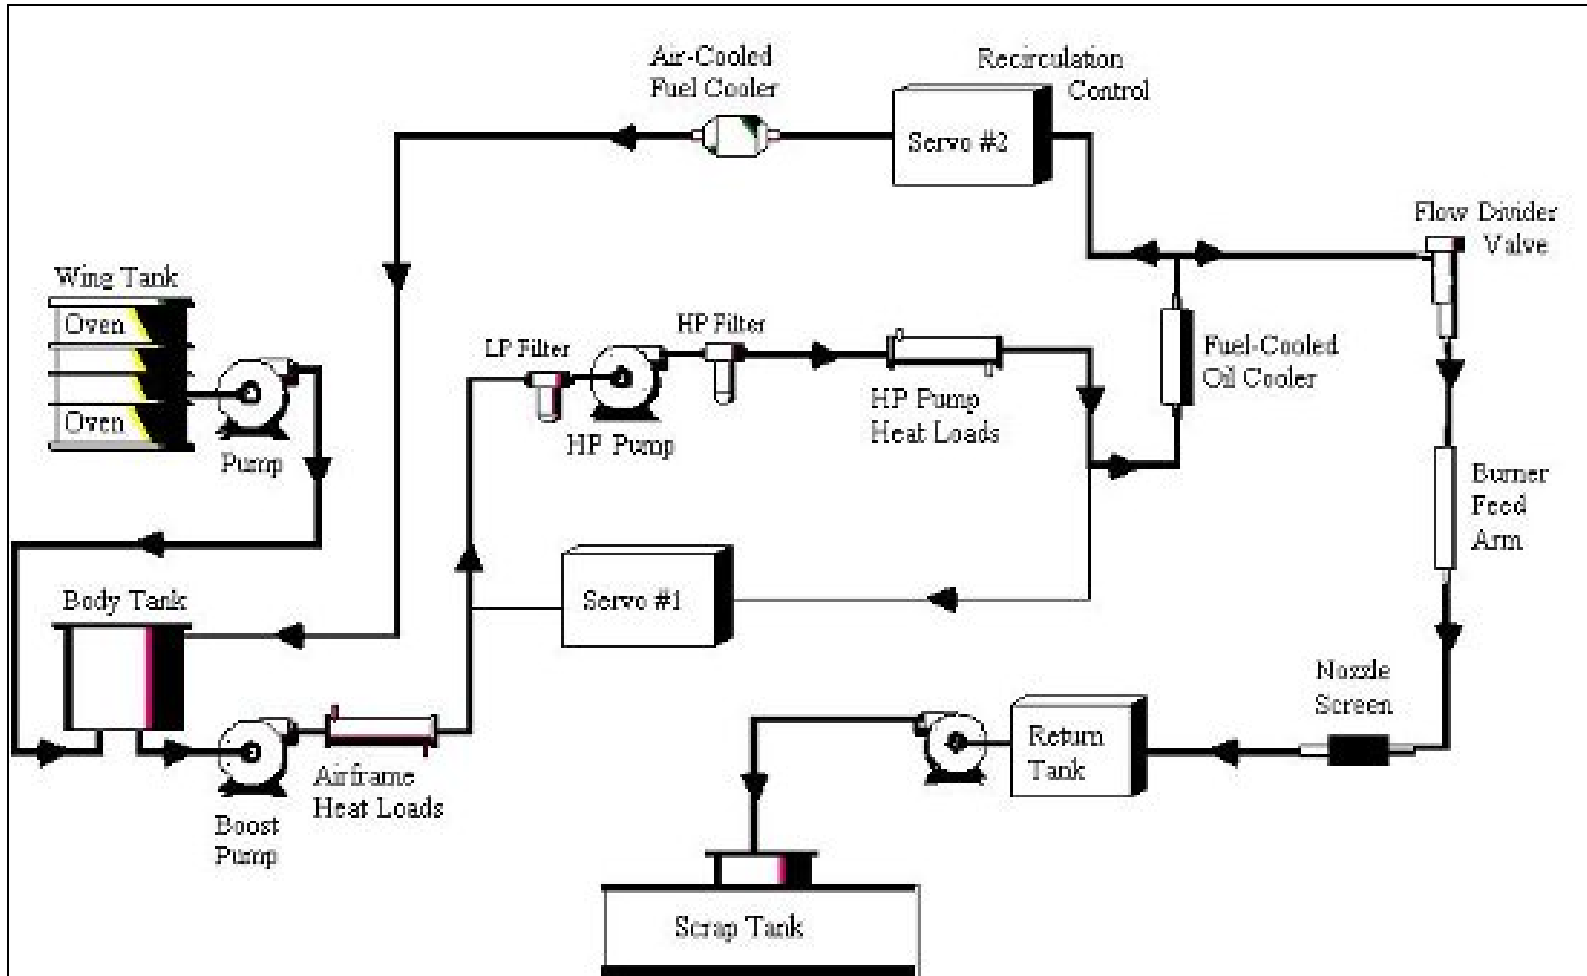 Air-Cooled
Fuel Cooler
Recirculation
Control
Servo #2
Flow Divider
Valve
Wing Tank
Oven
Oven
Pump
LP Filter
HP Filter
HP Pump
HP Pump
Heat Loads
Fuel-Cooled
Oil Cooler
Burner
Feed
Arm
Body Tank
Servo #1
Nozzle
Screen
Return
Tank
Airframe
Heat Loads
Boost
Pump
Scrap Tank